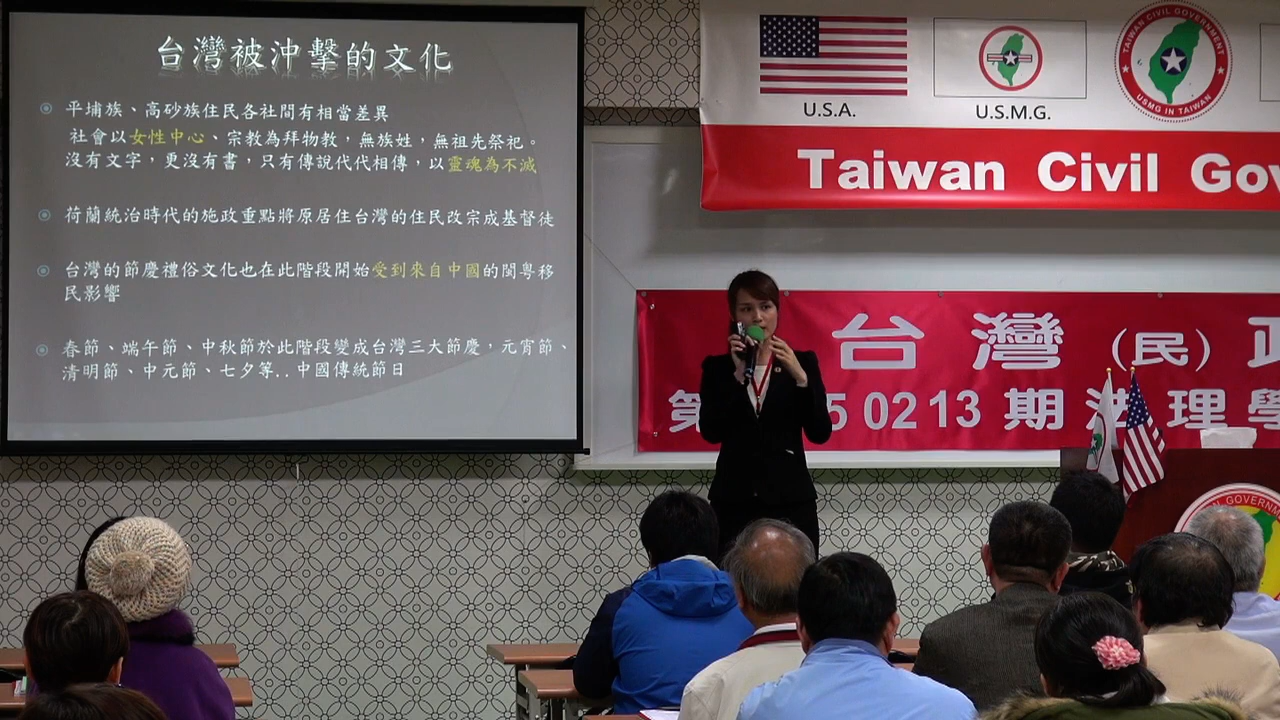 台灣被沖擊的文化
平埔族、高砂族住民各社間有相當差異
社會以女性中心、宗教為拜物教,無族姓,無祖先祭祀。
沒有文字,更沒有書,只有傳說代代相傳,以靈魂為不滅
荷蘭統治時代的施政重點將原居住台灣的住民改宗成基督徒
台灣的節慶禮俗文化也在此階段開始受到來自中國的閩粵移
民影響
春節、端午節、中秋節於此階段變成台灣三大節慶,元宵節、
清明節、中元節、七夕等..中國傳統節日
U.S.A.
U.S.M.G.
TAIWAN CIVIL GOVERNMENT
USMG IN TAIWAN
Taiwan Civil Gov
台灣(民)政
第 5 0213 期法理學
GOVERNMENT